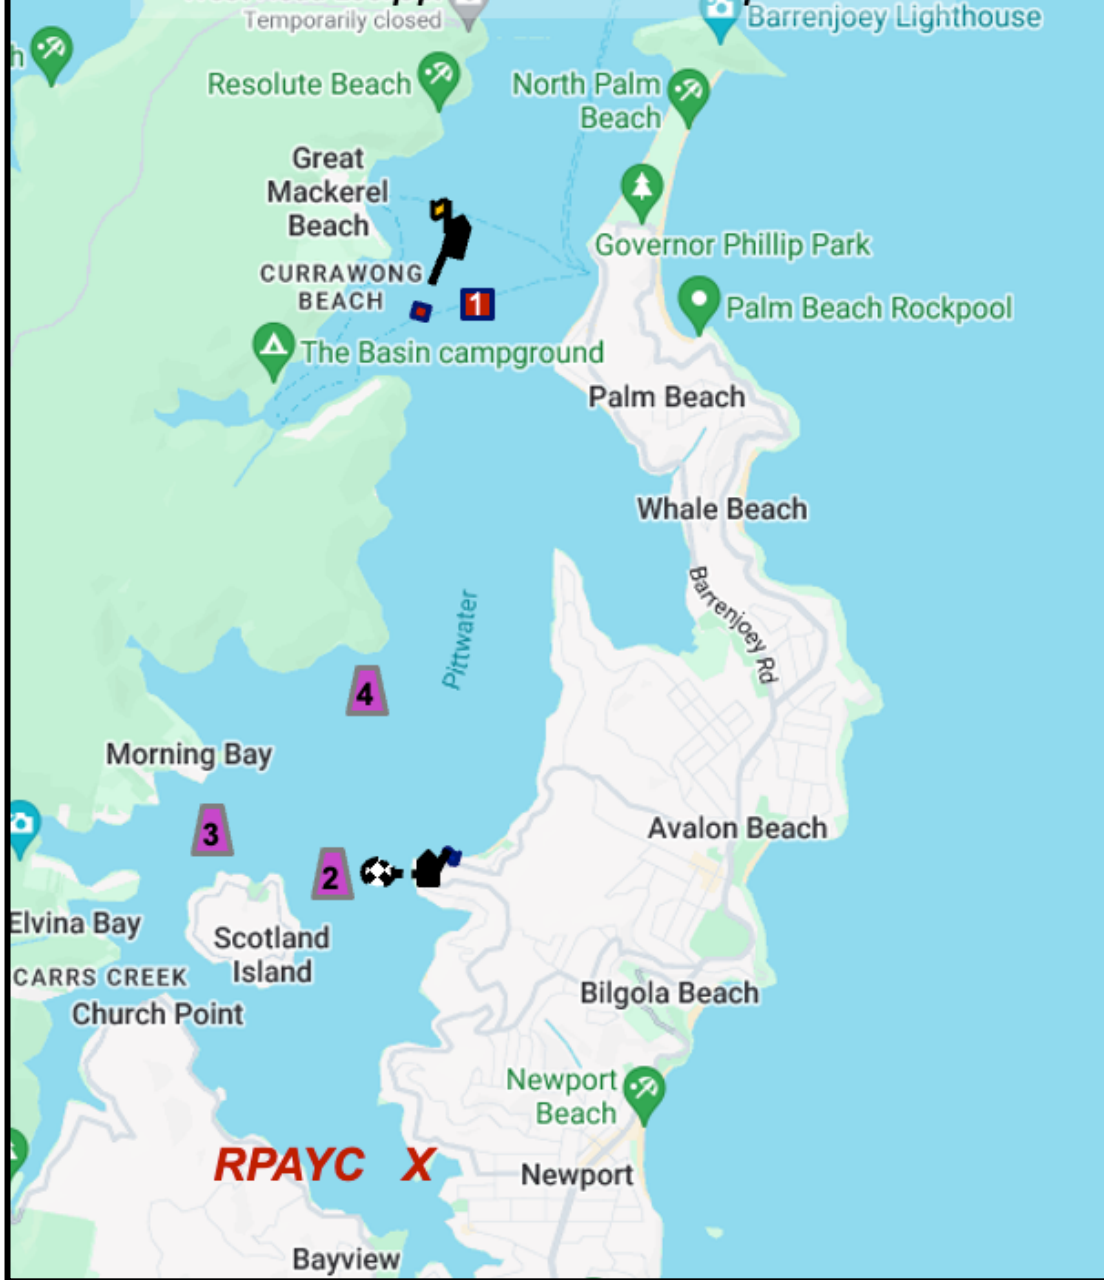 Temporarily closed
Barrenjoey Lighthouse
h
Resolute Beach
North Palm
Beach
Great
Mackerel
Beach
Governor Phillip Park
CURRAWONG
BEACH
1
Palm Beach Rockpool
The Basin campground
Palm Beach
Whale Beach
Barrenjoey Rd
Pittwater
4
Morning Bay
3
Avalon Beach
2
Elvina Bay
Scotland
Island
CARRS CREEK
Church Point
Bilgola Beach
Newport
Beach
RPAYC X
Newport
Bayview